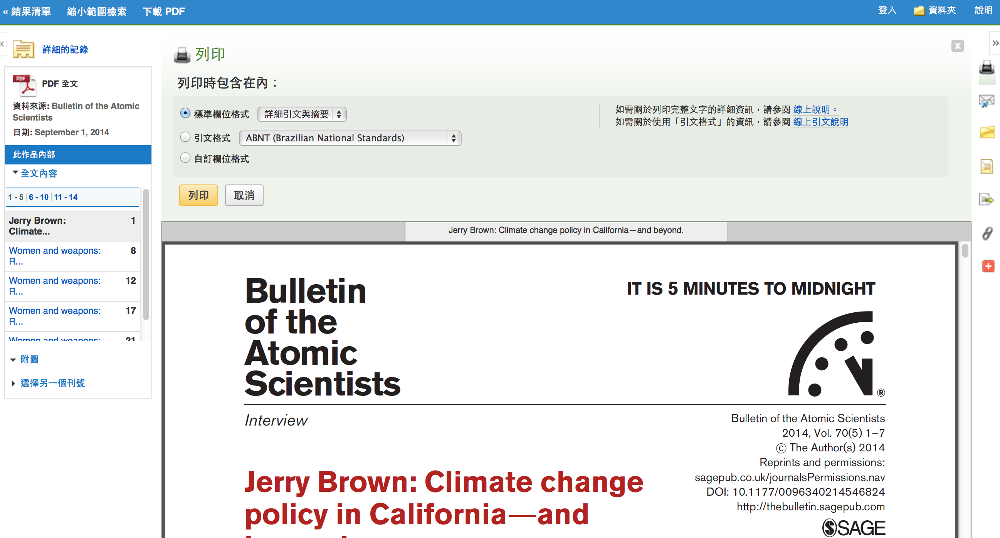 « 結果清單 縮小範圍檢索 下載 PDF 登入 資料夾 說明
«
詳細的記錄
PDF
PDF 全文
資料來源: Bulletin of the Atomic
Scientists
日期: September 1, 2014
此作品內部
全文內容
1 - 5 | 6 - 10 | 11 - 14
Jerry Brown: 1
Climate...
Women and weapons: 8
R...
Women and weapons: 12
R...
Women and weapons: 17
R...
Women and weapons: 21
附圖
選擇另一個刊號
列印
x
»
列印時包含在內：
標準欄位格式 詳細引文與摘要
引文格式 ABNT (Brazilian National Standards)
自訂欄位格式
如需關於列印完整文字的詳細資訊，請參閱 線上說明。
如需關於使用「引文格式」的資訊，請參閱 線上引文說明
列印 取消
Jerry Brown: Climate change policy in California—and beyond.
Bulletin
of the
Atomic
Scientists
IT IS 5 MINUTES TO MIDNIGHT
®
Interview
Bulletin of the Atomic Scientists
2014, Vol. 70(5) 1–7
© The Author(s) 2014
Reprints and permissions:
sagepub.co.uk/journalsPermissions.nav
DOI: 10.1177/0096340214546824
http://thebulletin.sagepub.com
SAGE
Jerry Brown: Climate change
policy in California—and